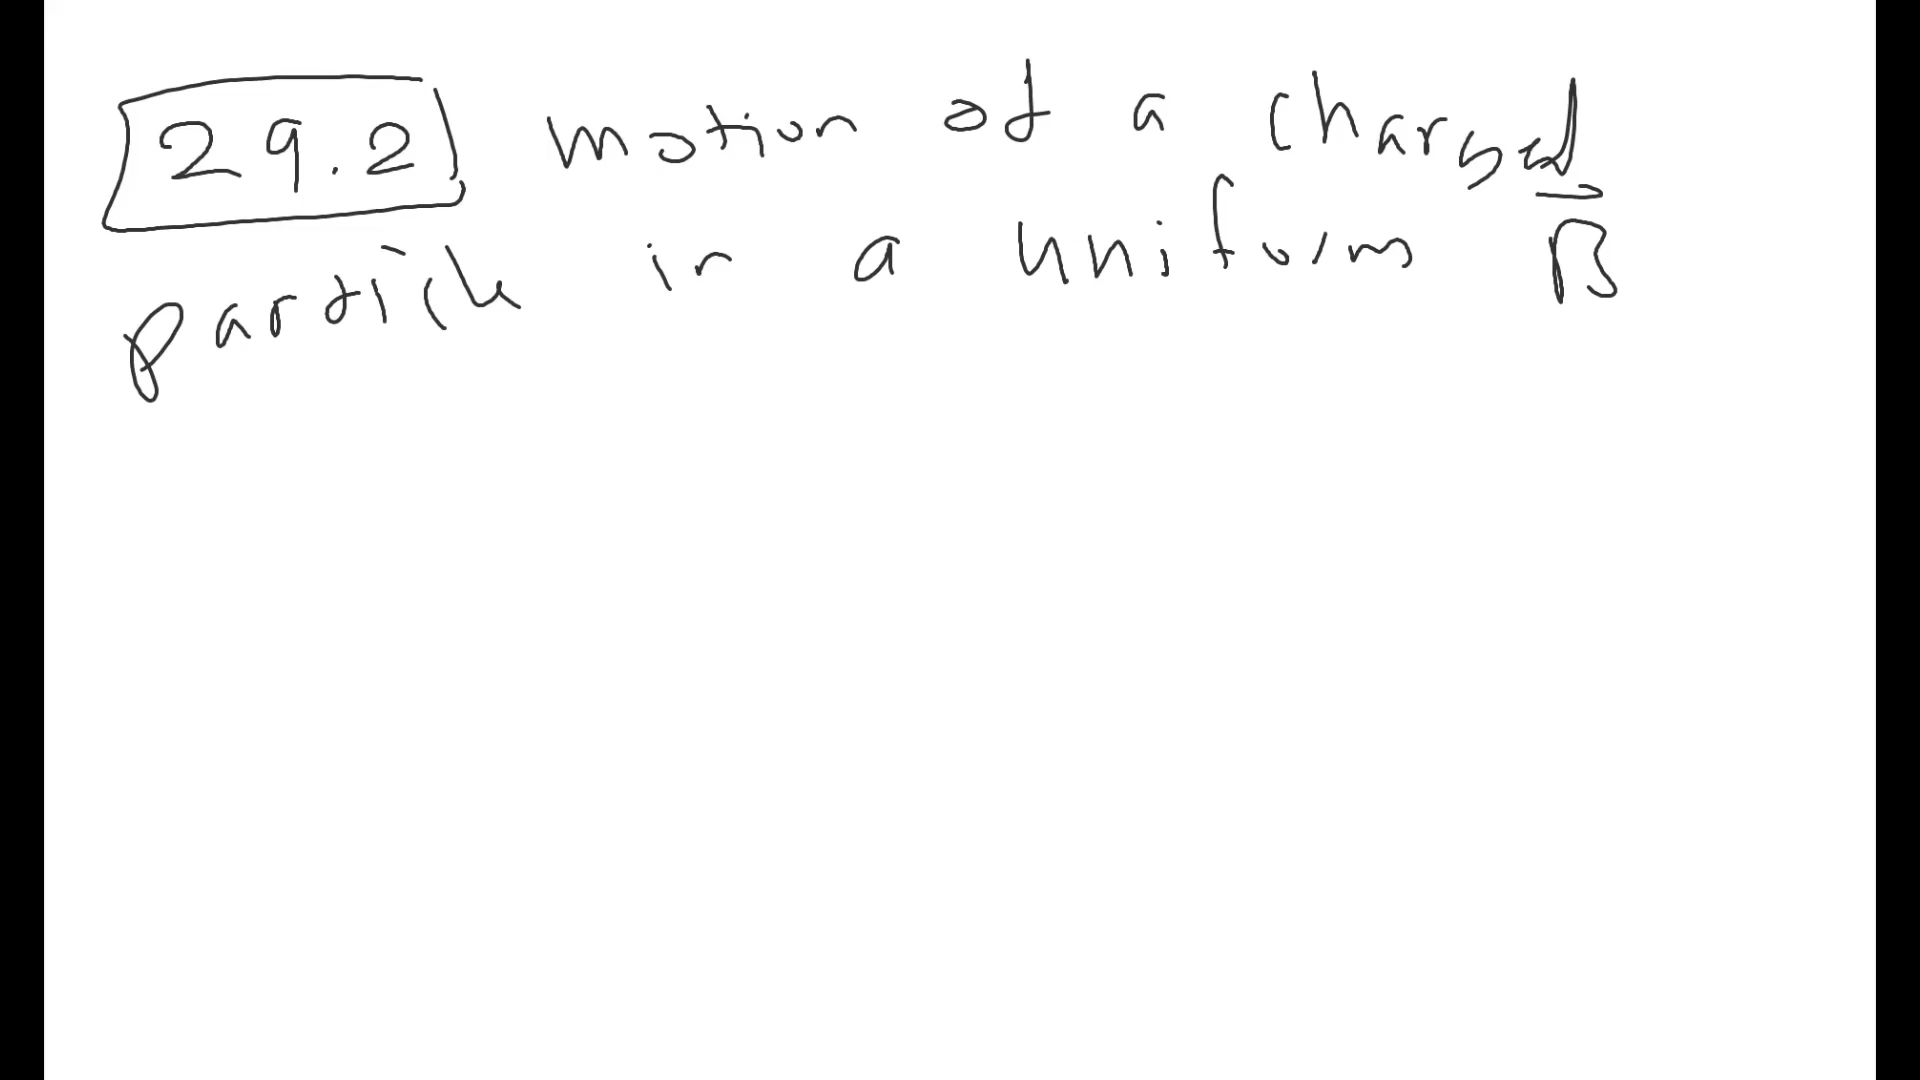 29.2 motion of a charged
particle in a uniform B⃗